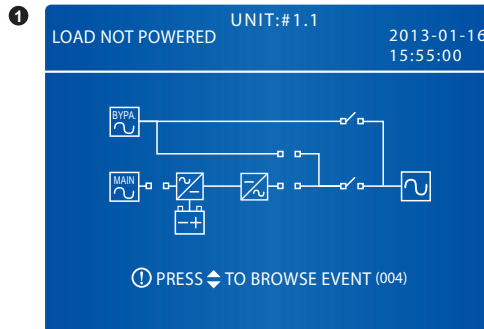 ❶
UNIT:#1.1
LOAD NOT POWERED
2013-01-16
15:55:00
BYPA.
MAIN
PRESS TO BROWSE EVENT (004)